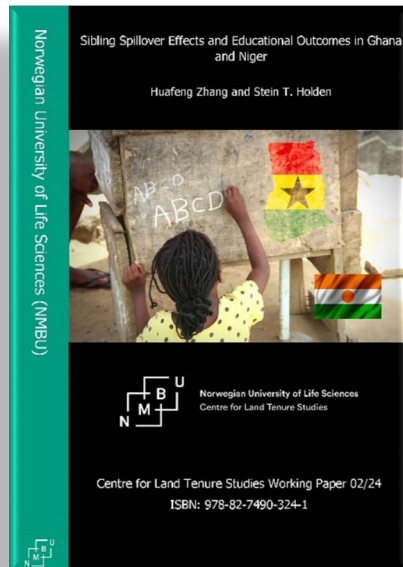 Sibling Spillover Effects and Educational Outcomes in Ghana
and Niger
Huafeng Zhang and Stein T. Holden
Norwegian University of Life Sciences (NMBU)
AB-D
ABCD
U
B
M
N
Norwegian University of Life Sciences
Centre for Land Tenure Studies
Centre for Land Tenure Studies Working Paper 02/24
ISBN: 978-82-7490-324-1
U
B
M
N